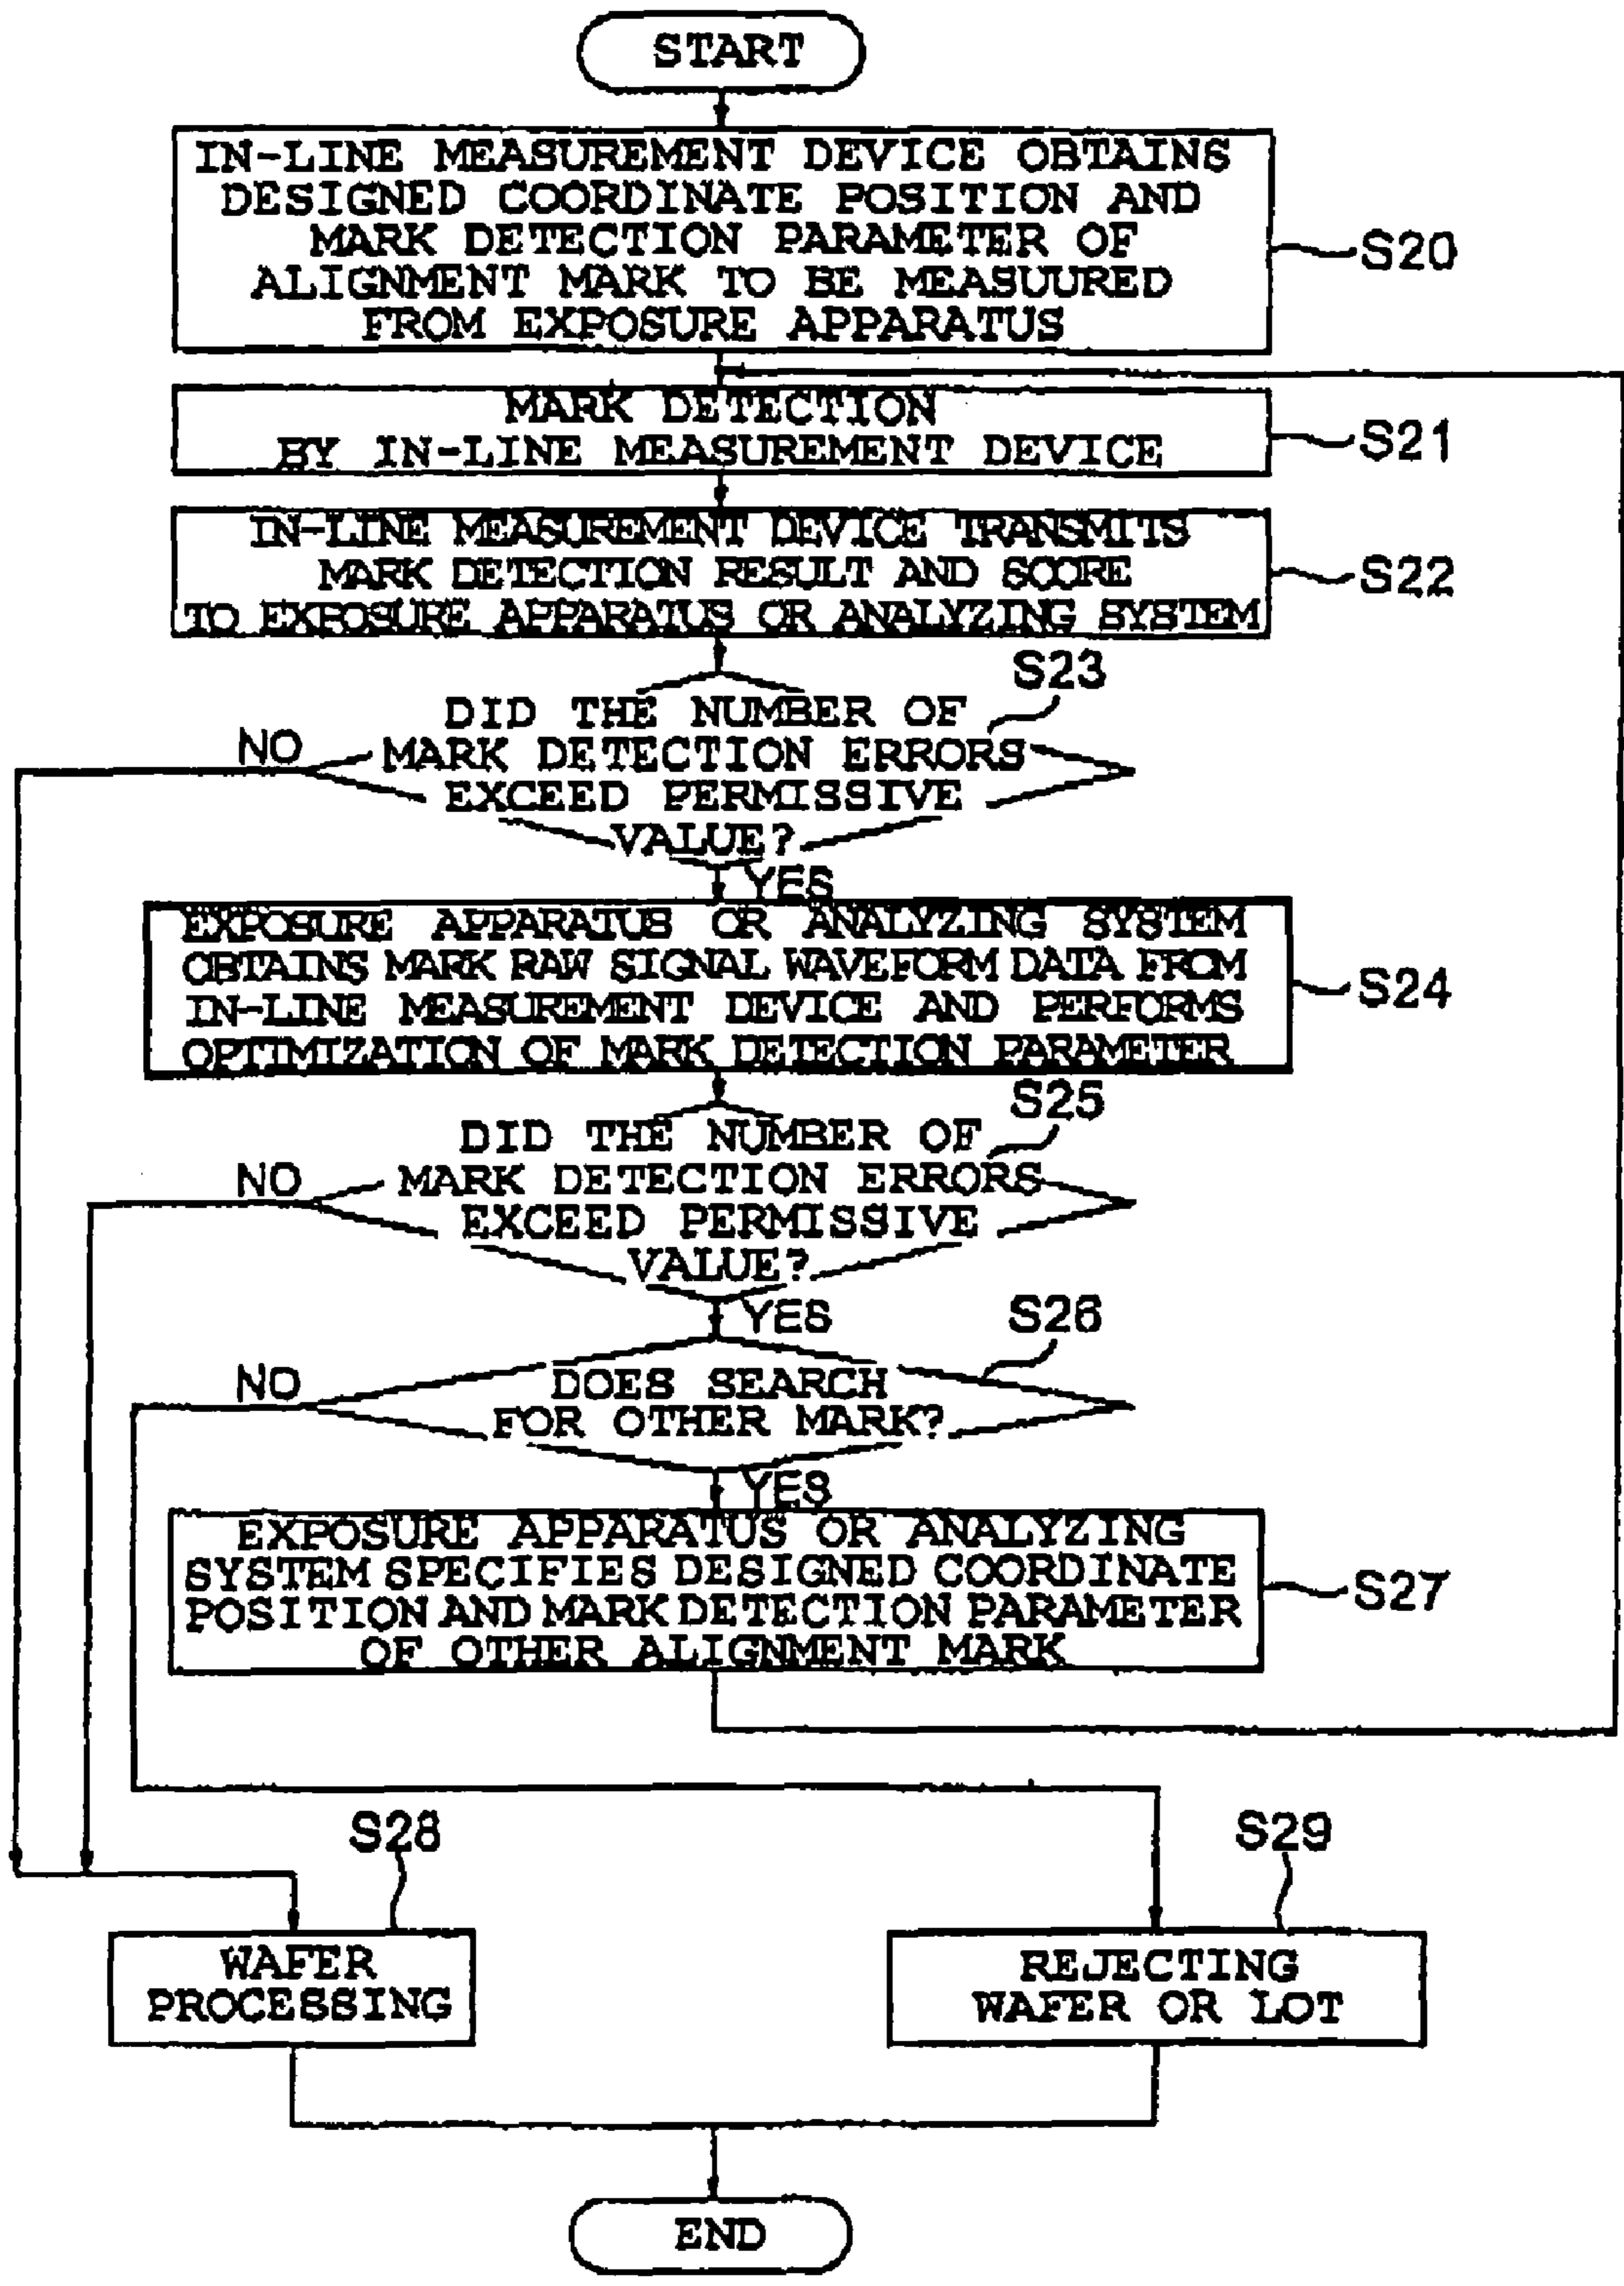 START
IN-LINE MEASUREMENT DEVICE OBTAINS
DESIGNED COORDINATE POSITION AND
MARK DETECTION PARAMETER OF
ALIGNMENT MARK TO BE MEASUURED
FROM EXPOSURE APPARATUS
S20
MARK DETECTION
BY IN-LINE MEASUREMENT DEVICE
S21
IN-LINE MEASUREMENT DEVICE TRANSMITS
MARK DETECTION RESULT AND SCORE
TO EXPOSURE APPARATUS OR ANALYZING SYSTEM
S22
S23
DID THE NUMBER OF
MARK DETECTION ERRORS
EXCEED PERMISSIVE
VALUE?
NO
YES
EXPOSURE APPARATUS OR ANALYZING SYSTEM
OBTAINS MARK RAW SIGNAL WAVEFORM DATA FROM
IN-LINE MEASUREMENT DEVICE AND PERFORMS
OPTIMIZATION OF MARK DETECTION PARAMETER
S24
S25
DID THE NUMBER OF
MARK DETECTION ERRORS
EXCEED PERMISSIVE
VALUE?
NO
YES
S26
DOES SEARCH
FOR OTHER MARK?
NO
YES
EXPOSURE APPARATUS OR ANALYZING
SYSTEM SPECIFIES DESIGNED COORDINATE
POSITION AND MARK DETECTION PARAMETER
OF OTHER ALIGNMENT MARK
S27
S28
WAFER
PROCESSING
S29
REJECTING
WAFER OR LOT
END